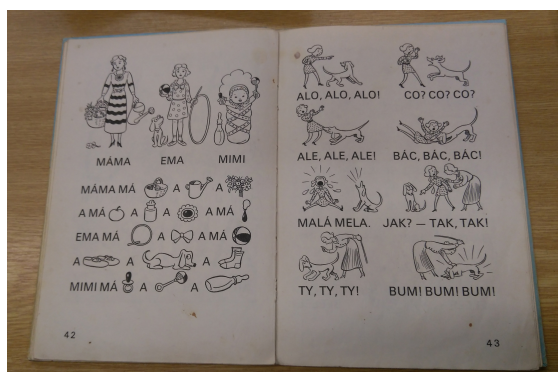 MÁMA EMA MIMI
MÁMA MÁ A A
A MÁ A A A MÁ
EMA MÁ A A MÁ
A A A
MIMI MÁ A A
42
ALO, ALO, ALO! CO? CO? CO?
ALE, ALE, ALE! BÁC, BÁC, BÁC!
MALÁ MELA. JAK? — TAK, TAK!
TY, TY, TY! BUM! BUM! BUM!
43